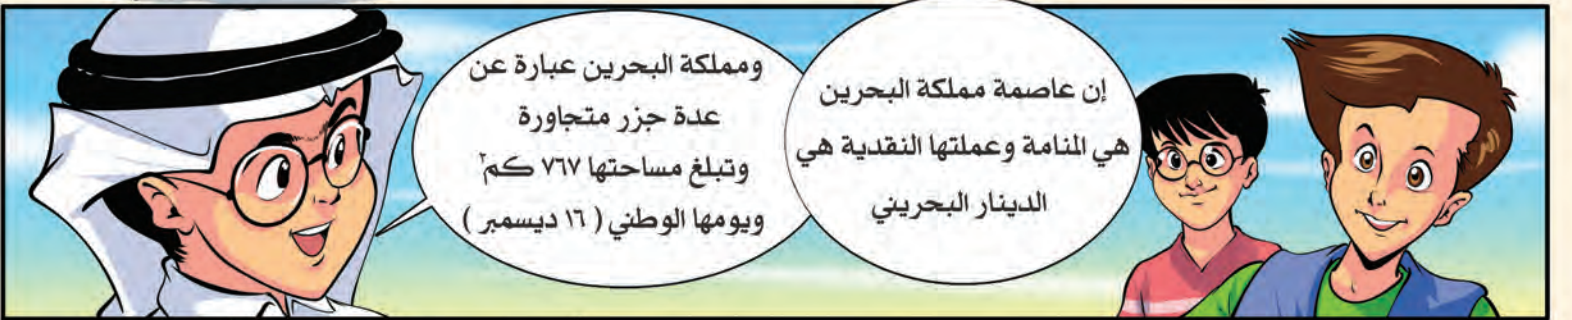 إن عاصمة مملكة البحرين
هي المنامة وعملتها النقدية هي
الدينار البحريني
ومملكة البحرين عبارة عن
عدة جزر متجاورة
وتبلغ مساحتها ٧٦٧ كم٢
ويومها الوطني ( ١٦ ديسمبر )